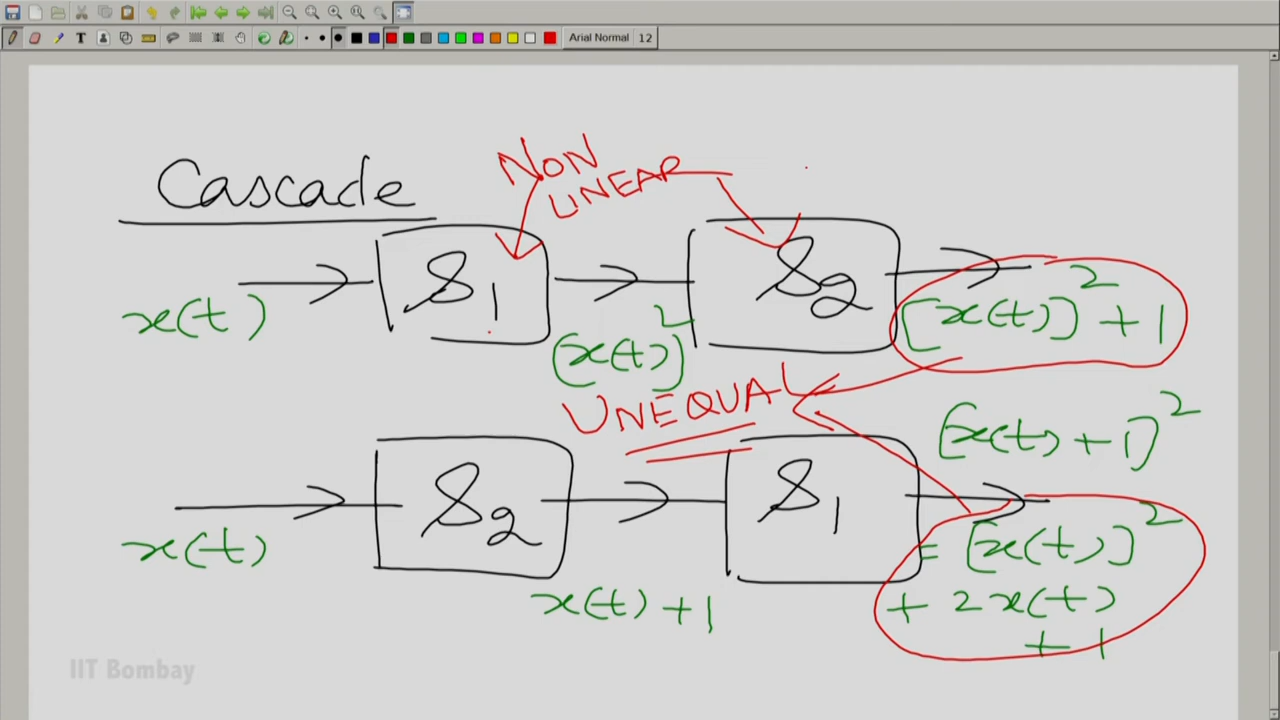 Arial Normal 12
Cascade
NON
LINEAR
S1
S2
x(t)
[x(t)]² 
[x(t)]² + 1
UNEQUAL
[x(t) + 1]²
S2
S1
x(t)
x(t) + 1
= [x(t)]²
+ 2x(t)
+ 1
IIT Bombay